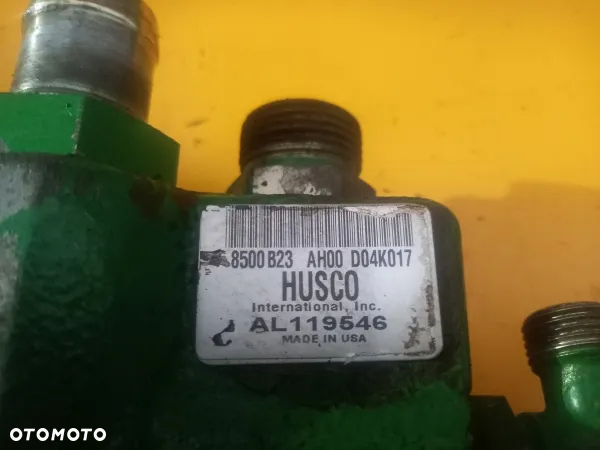 8500 B23 AH00 D04K017
HUSCO
International, Inc.
AL119546
MADE IN USA
OTOMOTO